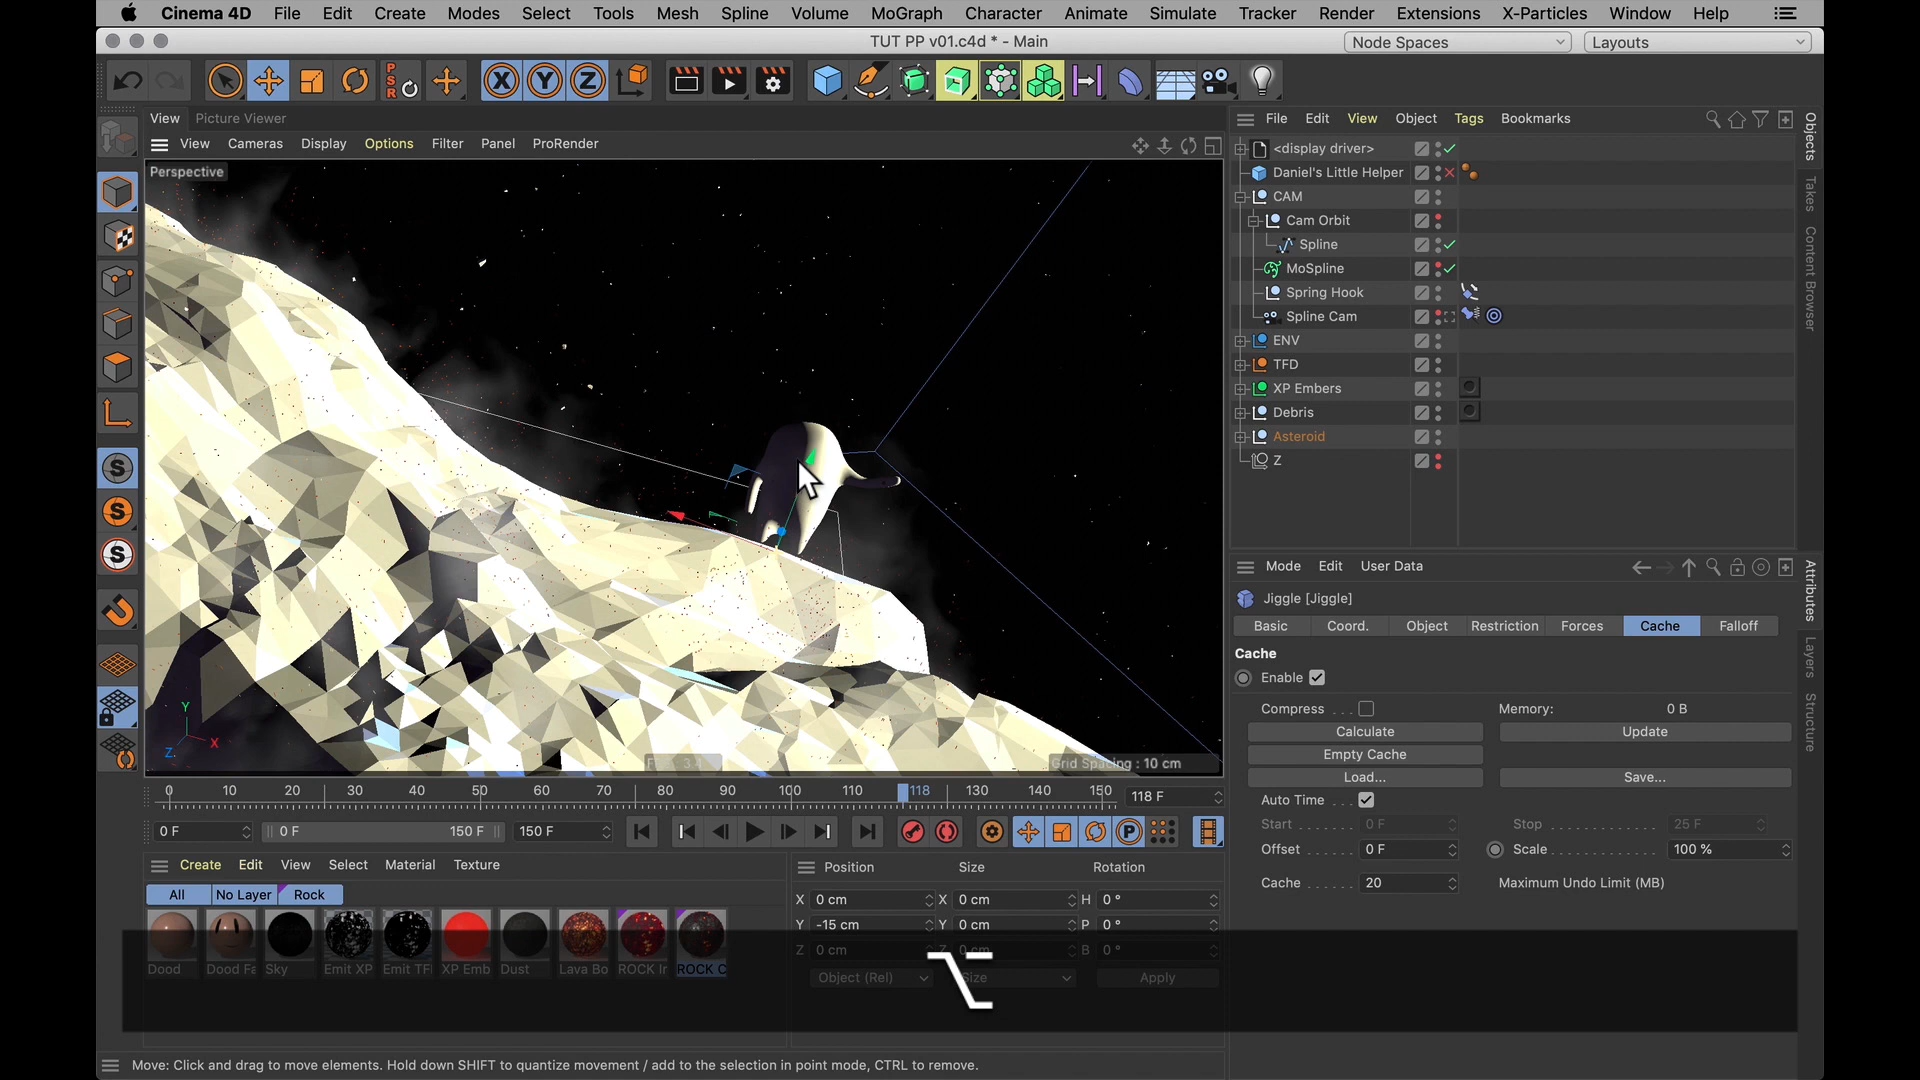 Cinema 4D File Edit Create Modes Select Tools Mesh Spline Volume MoGraph Character Animate Simulate Tracker Render Extensions X-Particles Window Help
TUT PP v01.c4d * - Main
Node Spaces
Layouts
P
S
R
X Y Z
View Picture Viewer
View Cameras Display Options Filter Panel ProRender
Perspective
Y
X
Z
Grid Spacing : 10 cm
File Edit View Object Tags Bookmarks
<display driver>
Daniel's Little Helper
CAM
Cam Orbit
Spline
MoSpline
Spring Hook
Spline Cam
ENV
TFD
XP Embers
Debris
Asteroid
Z
Objects
Takes
Content Browser
Attributes
Layers
Structure
Mode Edit User Data
Jiggle [Jiggle]
Basic Coord. Object Restriction Forces Cache Falloff
Cache
Enable
Compress . . . Memory: 0 B
Calculate Update
Empty Cache
Load... Save...
Auto Time . . .
Start 0 F Stop 25 F
Offset 0 F Scale 100 %
Cache 20 Maximum Undo Limit (MB)
S
S
S
0 10 20 30 40 50 60 70 80 90 100 110 118 130 140 150 118 F
0 F 0 F 150 F 150 F P
Create Edit View Select Material Texture
All No Layer Rock
Dood Dood Fa Sky Emit XP Emit TFI XP Emb Dust Lava Bo ROCK Ir ROCK C
Position Size Rotation
X 0 cm X 0 cm H 0 °
Y -15 cm Y 0 cm P 0 °
Z 0 cm Z 0 cm B 0 °
Object (Rel) Size Apply
⌥
Move: Click and drag to move elements. Hold down SHIFT to quantize movement / add to the selection in point mode, CTRL to remove.